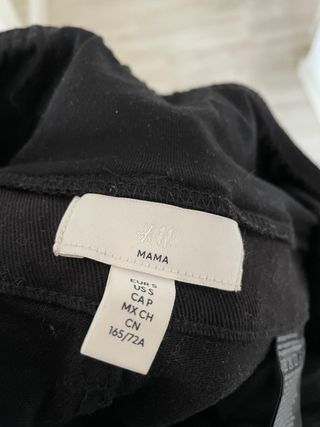 H&M
MAMA
EUR S
US S
CA P
MX CH
CN
165/72A